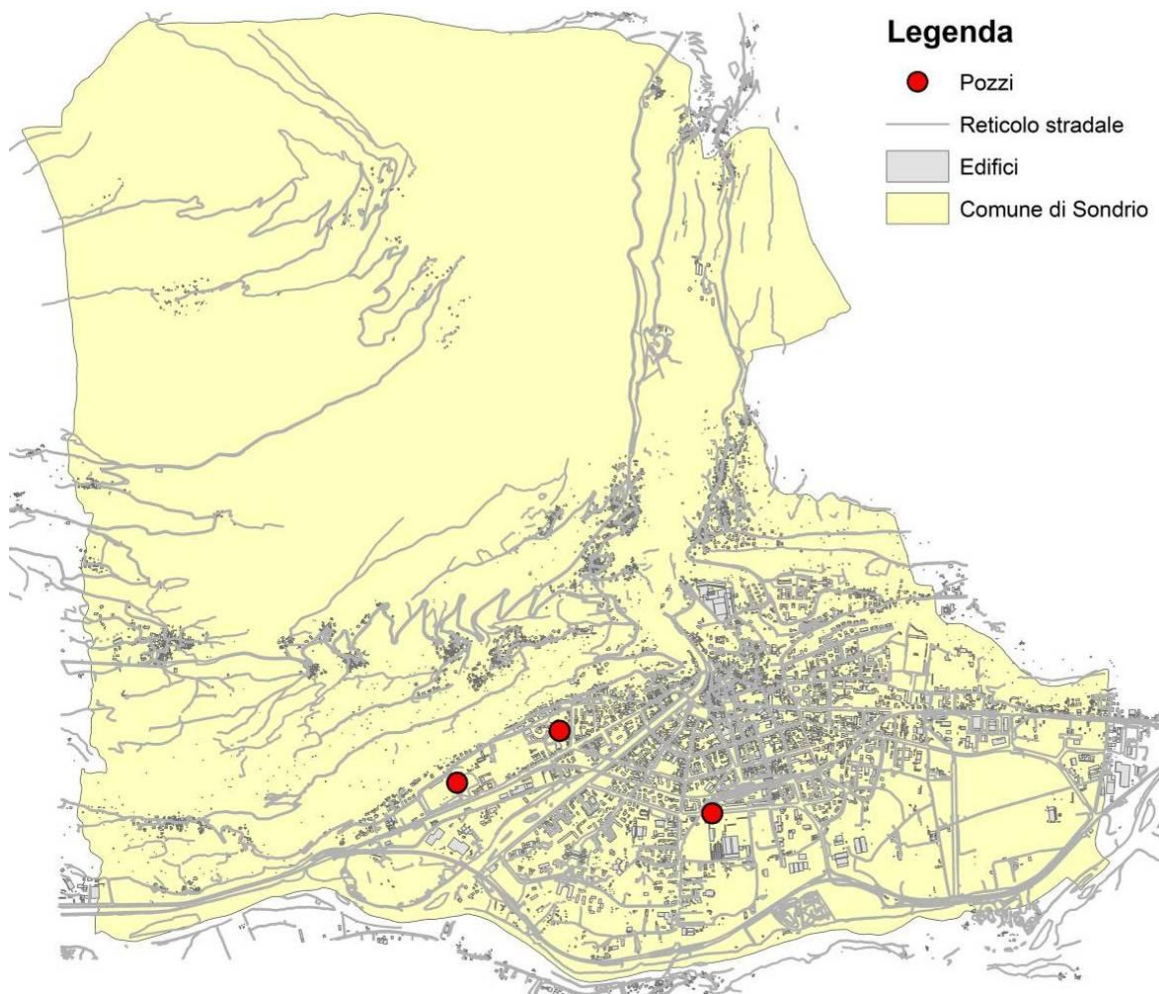 Legenda
Pozzi
Reticolo stradale
Edifici
Comune di Sondrio